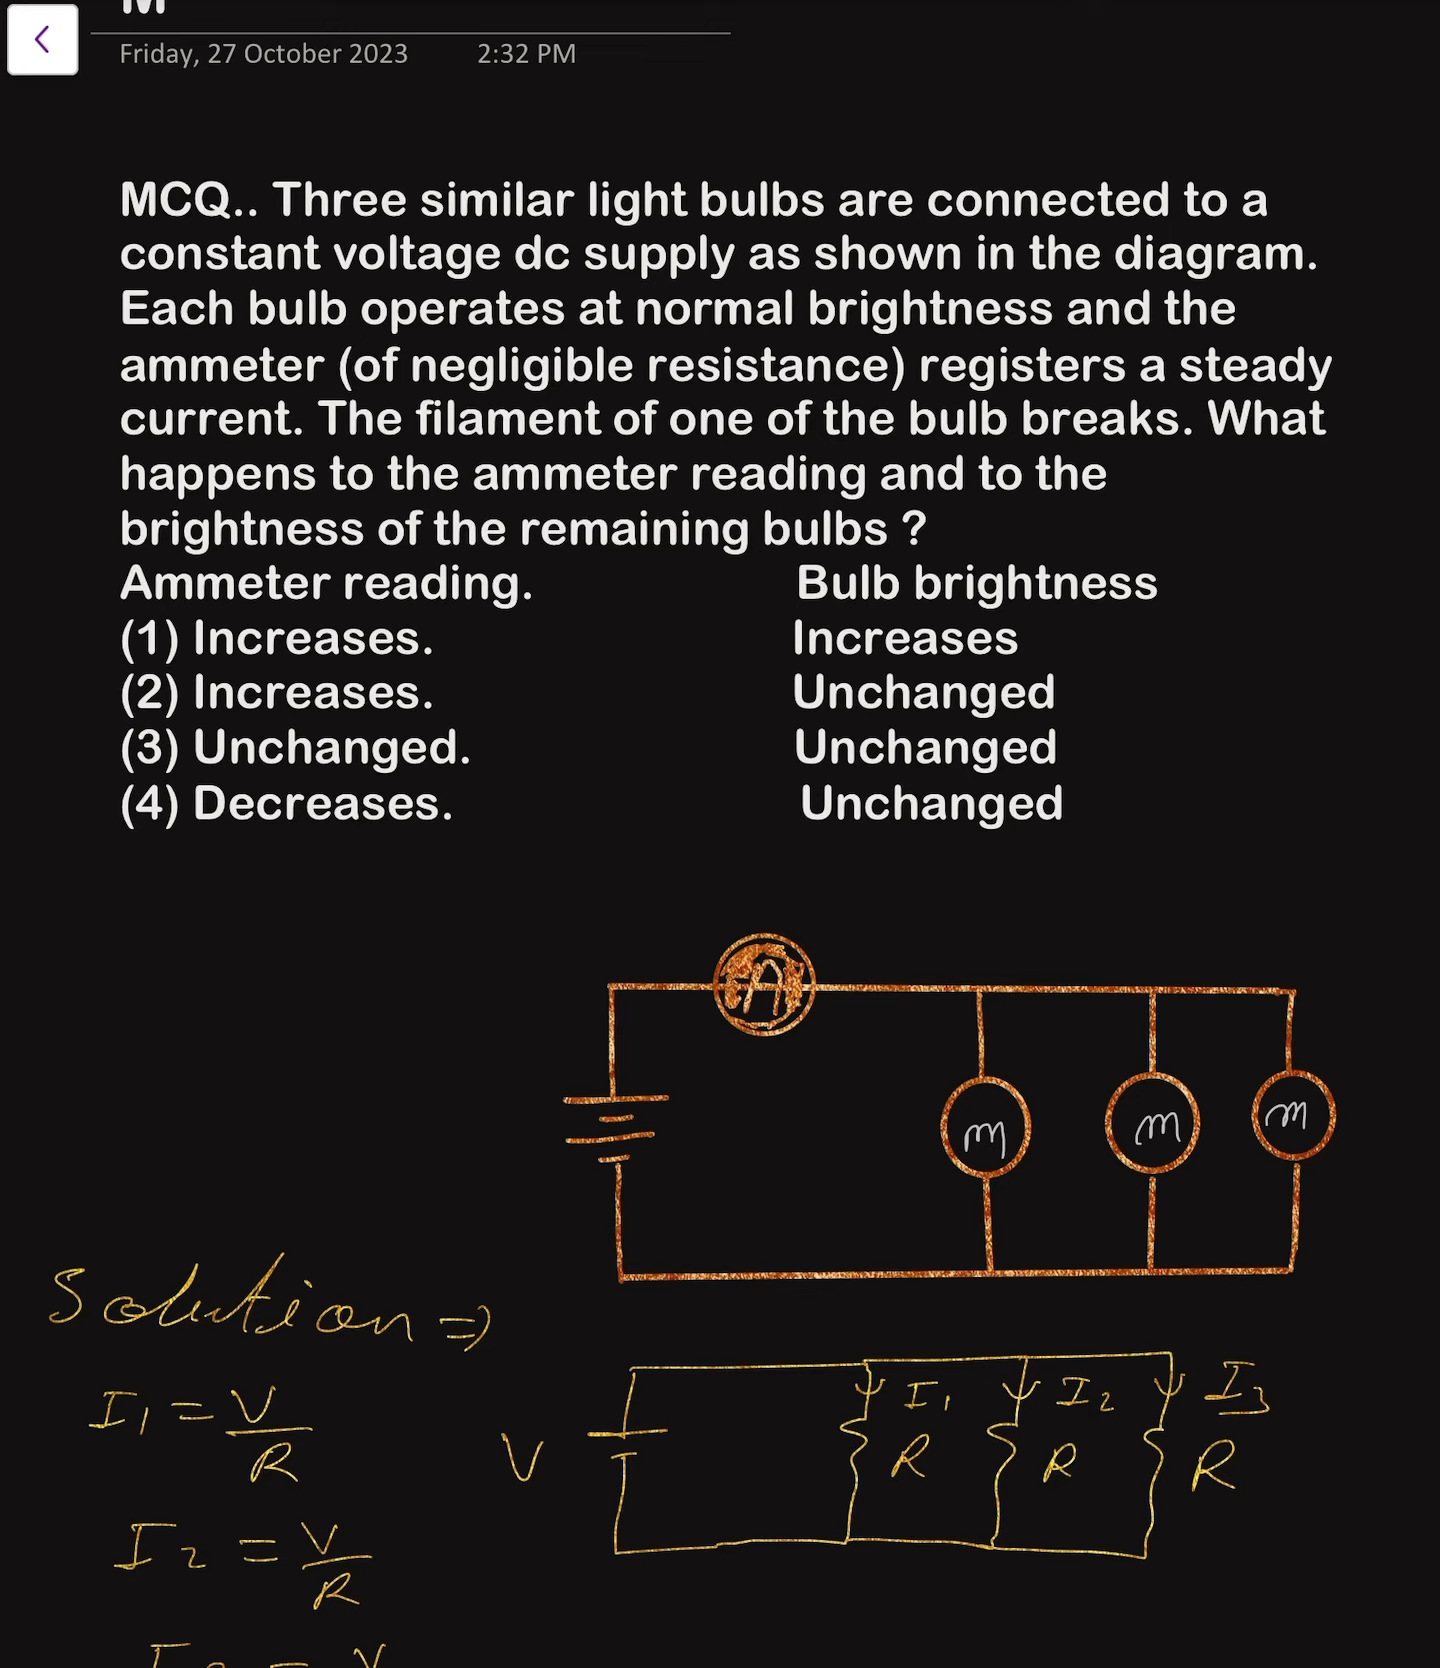 Friday, 27 October 2023 2:32 PM
MCQ.. Three similar light bulbs are connected to a
constant voltage dc supply as shown in the diagram.
Each bulb operates at normal brightness and the
ammeter (of negligible resistance) registers a steady
current. The filament of one of the bulb breaks. What
happens to the ammeter reading and to the
brightness of the remaining bulbs ?
Ammeter reading. Bulb brightness
(1) Increases. Increases
(2) Increases. Unchanged
(3) Unchanged. Unchanged
(4) Decreases. Unchanged
A
m m m
Solution ⇒
I₁ I₂ I₃
I₁ = V/R
V R R R
I₂ = V/R